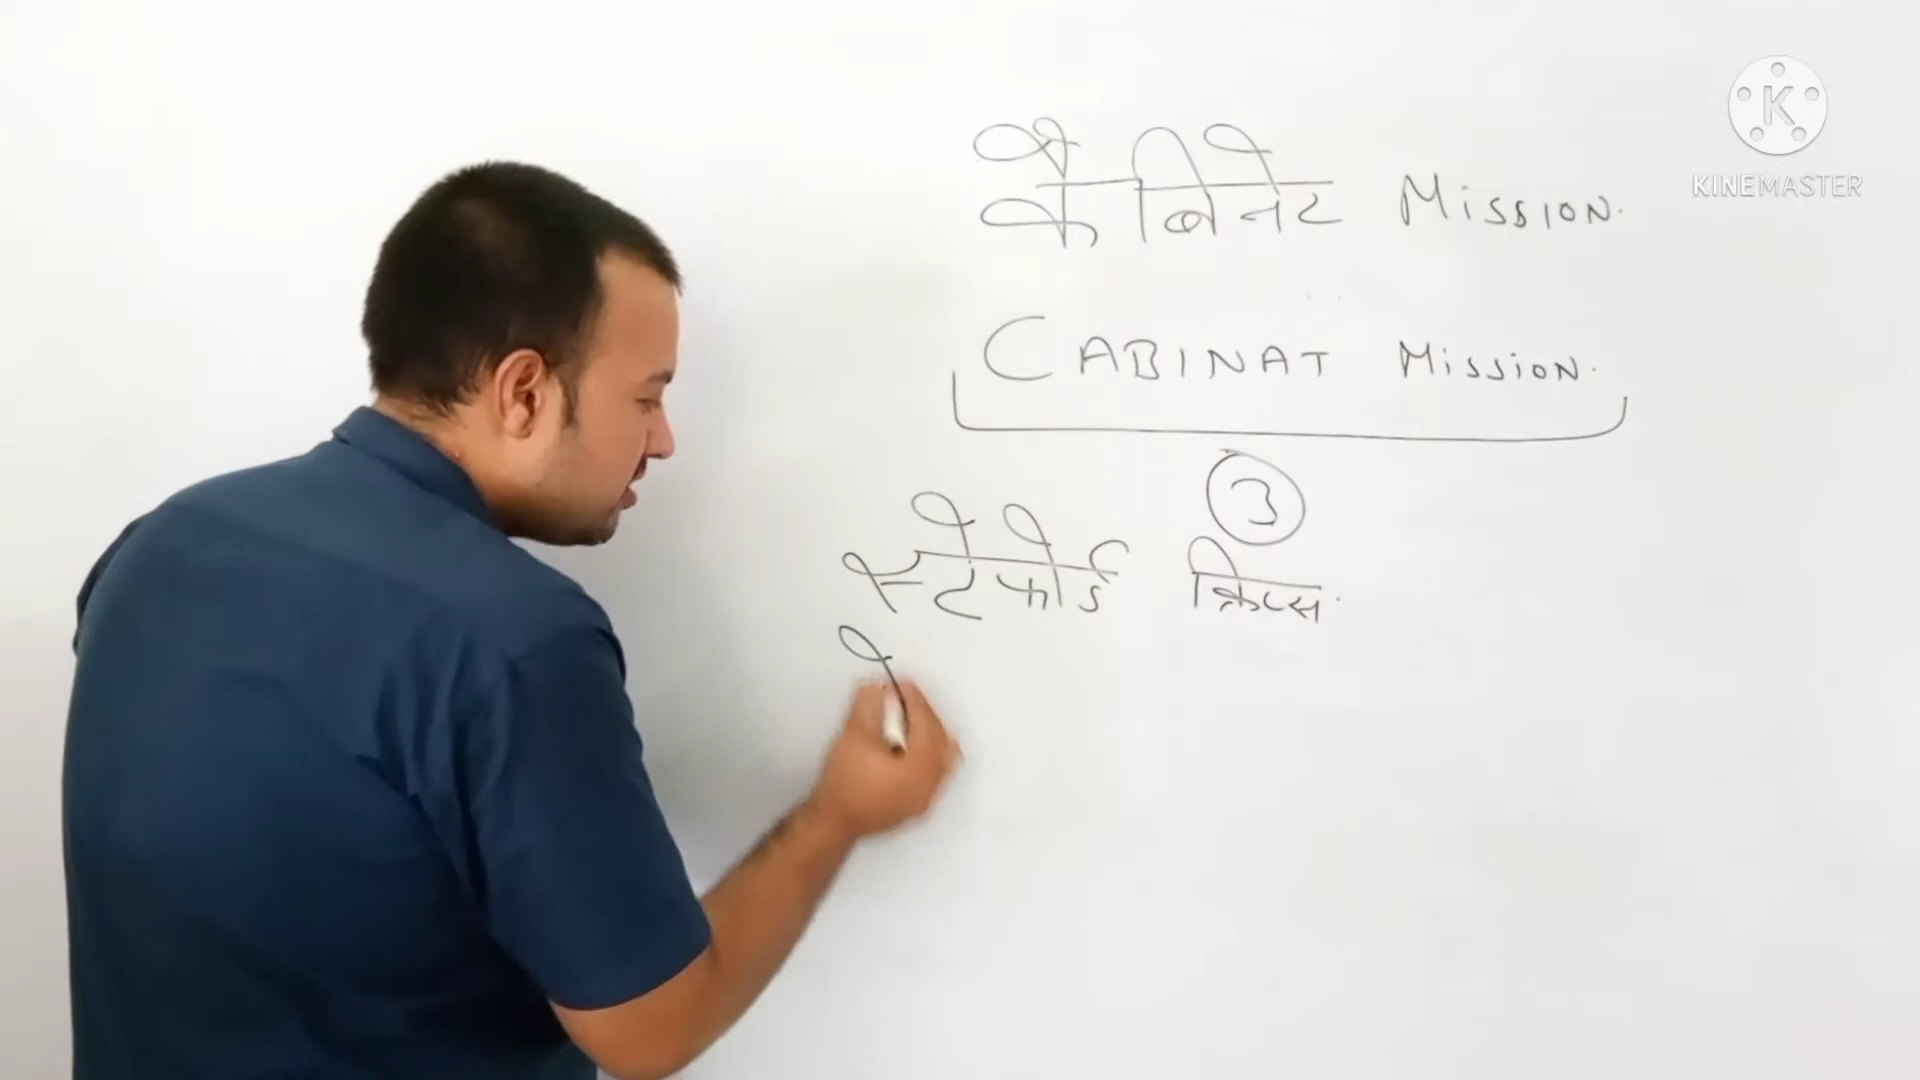 कैबिनेट Mission.
CABINAT Mission.
3
स्टेफोर्ड क्रिप्स.
KINEMASTER